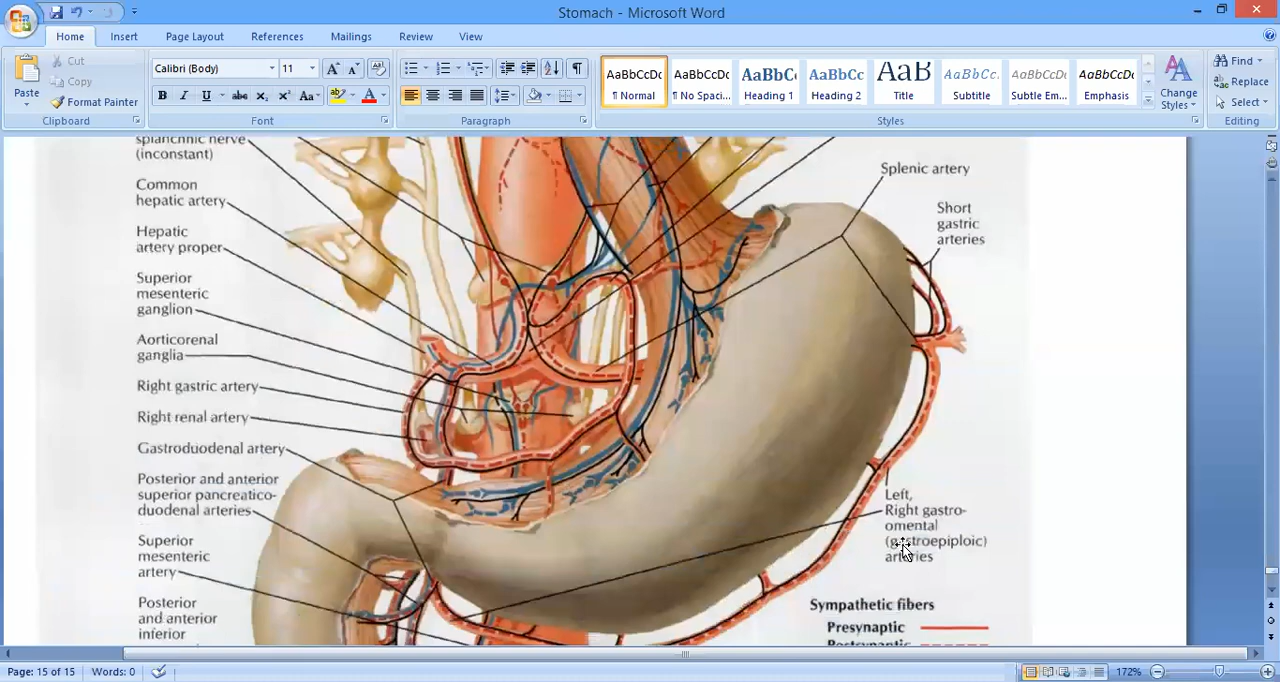 Stomach - Microsoft Word
Home Insert Page Layout References Mailings Review View
Paste
Cut
Copy
Format Painter
Clipboard
Calibri (Body) 11
Font
Paragraph
AaBbCcDc AaBbCcDc AaBbC AaBbCc AaB AaBbCc. AaBbCcDc AaBbCcDc
¶ Normal ¶ No Spaci... Heading 1 Heading 2 Title Subtitle Subtle Em... Emphasis
Change
Styles
Styles
Find
Replace
Select
Editing
splanchnic nerve
(inconstant)
Common
hepatic artery
Hepatic
artery proper
Superior
mesenteric
ganglion
Aorticorenal
ganglia
Right gastric artery
Right renal artery
Gastroduodenal artery
Posterior and anterior
superior pancreatico-
duodenal arteries
Superior
mesenteric
artery
Posterior
and anterior
inferior
Splenic artery
Short
gastric
arteries
Left,
Right gastro-
omental
(gastroepiploic)
arteries
Sympathetic fibers
Presynaptic
Postsynaptic
Page: 15 of 15 Words: 0 172%